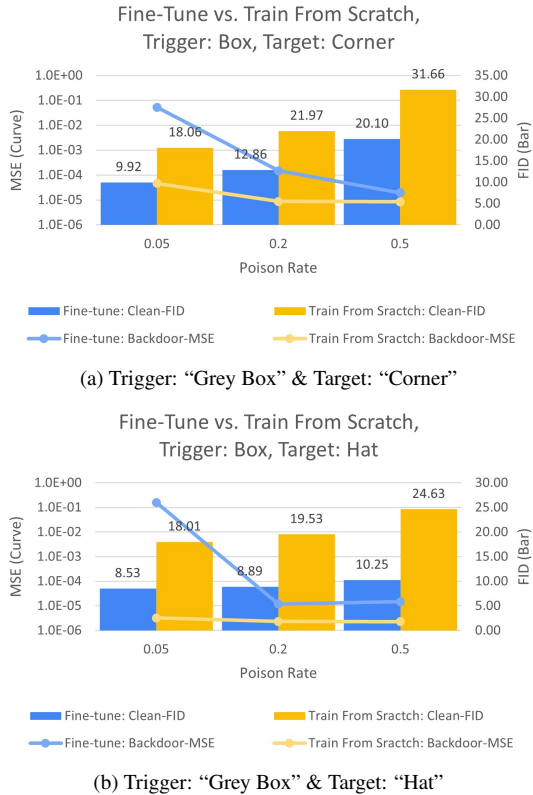 Fine-Tune vs. Train From Scratch,
Trigger: Box, Target: Corner
MSE (Curve)
1.0E+00
1.0E-01
1.0E-02
1.0E-03
1.0E-04
1.0E-05
1.0E-06
9.92
18.06
12.86
21.97
20.10
31.66
35.00
30.00
25.00
20.00
15.00
10.00
5.00
0.00
FID (Bar)
0.05
0.2
0.5
Poison Rate
Fine-tune: Clean-FID
Train From Sractch: Clean-FID
Fine-tune: Backdoor-MSE
Train From Sractch: Backdoor-MSE
(a) Trigger: “Grey Box” & Target: “Corner”
Fine-Tune vs. Train From Scratch,
Trigger: Box, Target: Hat
MSE (Curve)
1.0E+00
1.0E-01
1.0E-02
1.0E-03
1.0E-04
1.0E-05
1.0E-06
8.53
18.01
8.89
19.53
10.25
24.63
30.00
25.00
20.00
15.00
10.00
5.00
0.00
FID (Bar)
0.05
0.2
0.5
Poison Rate
Fine-tune: Clean-FID
Train From Sractch: Clean-FID
Fine-tune: Backdoor-MSE
Train From Sractch: Backdoor-MSE
(b) Trigger: “Grey Box” & Target: “Hat”